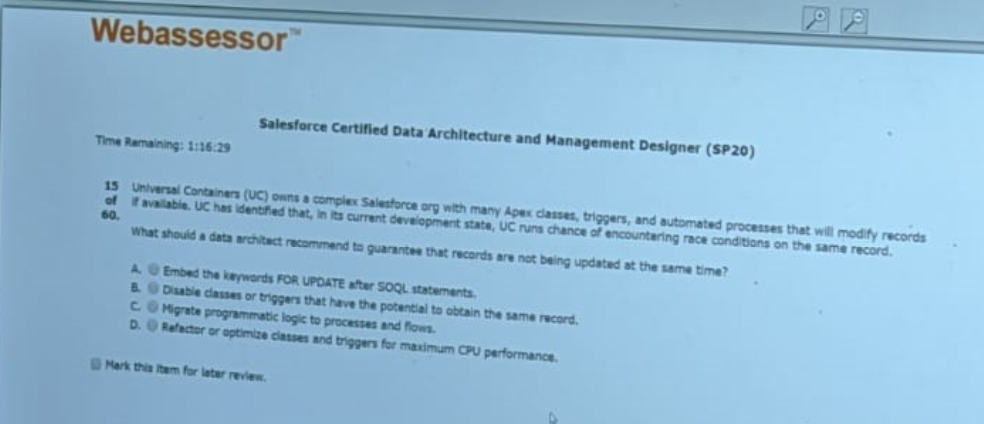 Webassessor™
Salesforce Certified Data Architecture and Management Designer (SP20)
Time Remaining: 1:16:29
15 Universal Containers (UC) owns a complex Salesforce org with many Apex classes, triggers, and automated processes that will modify records
of if available. UC has identified that, in its current development state, UC runs chance of encountering race conditions on the same record.
60.
What should a data architect recommend to guarantee that records are not being updated at the same time?
A. Embed the keywords FOR UPDATE after SOQL statements.
B. Disable classes or triggers that have the potential to obtain the same record.
C. Migrate programmatic logic to processes and flows.
D. Refactor or optimize classes and triggers for maximum CPU performance.
Mark this item for later review.